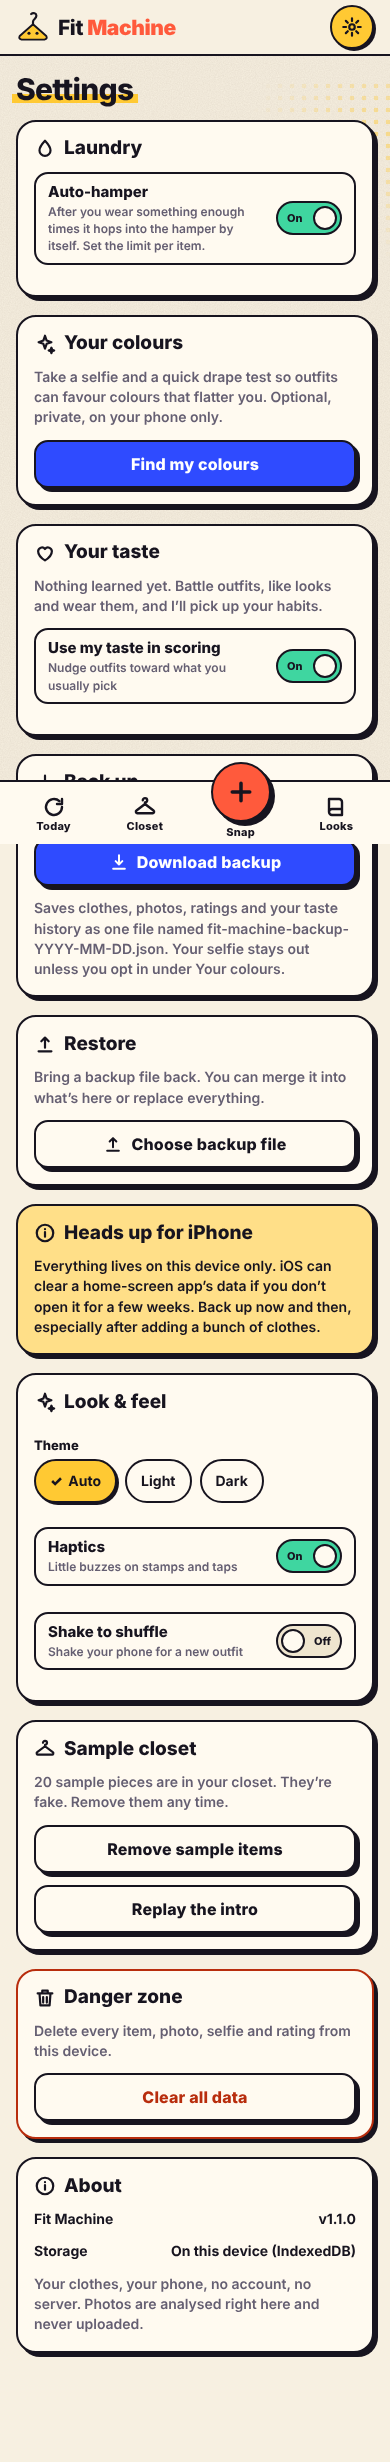 Fit Machine
Settings
Laundry
Auto-hamper
After you wear something enough
times it hops into the hamper by
itself. Set the limit per item.
On
Your colours
Take a selfie and a quick drape test so outfits
can favour colours that flatter you. Optional,
private, on your phone only.
Find my colours
Your taste
Nothing learned yet. Battle outfits, like looks
and wear them, and I’ll pick up your habits.
Use my taste in scoring
Nudge outfits toward what you
usually pick
On
Back up
Today
Closet
Snap
Looks
Download backup
Saves clothes, photos, ratings and your taste
history as one file named fit-machine-backup-
YYYY-MM-DD.json. Your selfie stays out
unless you opt in under Your colours.
Restore
Bring a backup file back. You can merge it into
what’s here or replace everything.
Choose backup file
Heads up for iPhone
Everything lives on this device only. iOS can
clear a home-screen app’s data if you don’t
open it for a few weeks. Back up now and then,
especially after adding a bunch of clothes.
Look & feel
Theme
Auto
Light
Dark
Haptics
Little buzzes on stamps and taps
On
Shake to shuffle
Shake your phone for a new outfit
Off
Sample closet
20 sample pieces are in your closet. They’re
fake. Remove them any time.
Remove sample items
Replay the intro
Danger zone
Delete every item, photo, selfie and rating from
this device.
Clear all data
About
Fit Machine v1.1.0
Storage On this device (IndexedDB)
Your clothes, your phone, no account, no
server. Photos are analysed right here and
never uploaded.